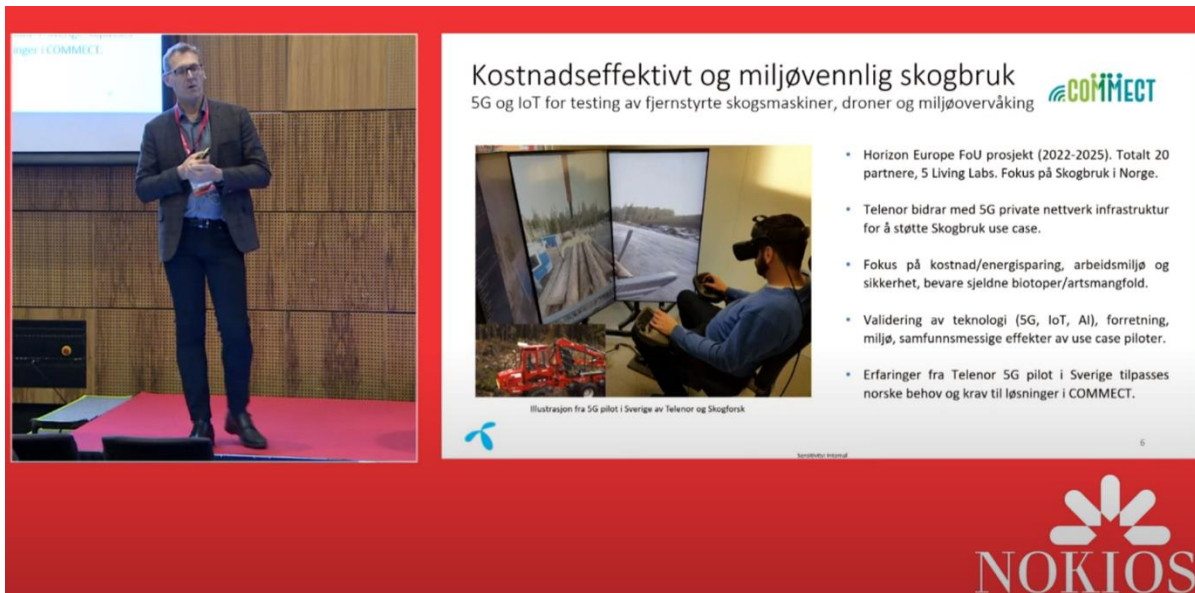 inger i COMMECT.
Kostnadseffektivt og miljøvennlig skogbruk
5G og IoT for testing av fjernstyrte skogsmaskiner, droner og miljøovervåking
COMMECT
• Horizon Europe FoU prosjekt (2022-2025). Totalt 20
partnere, 5 Living Labs. Fokus på Skogbruk i Norge.
• Telenor bidrar med 5G private nettverk infrastruktur
for å støtte Skogbruk use case.
• Fokus på kostnad/energisparing, arbeidsmiljø og
sikkerhet, bevare sjeldne biotoper/artsmangfold.
• Validering av teknologi (5G, IoT, AI), forretning,
miljø, samfunnsmessige effekter av use case piloter.
• Erfaringer fra Telenor 5G pilot i Sverige tilpasses
norske behov og krav til løsninger i COMMECT.
Illustrasjon fra 5G pilot i Sverige av Telenor og Skogforsk
6
NOKIOS